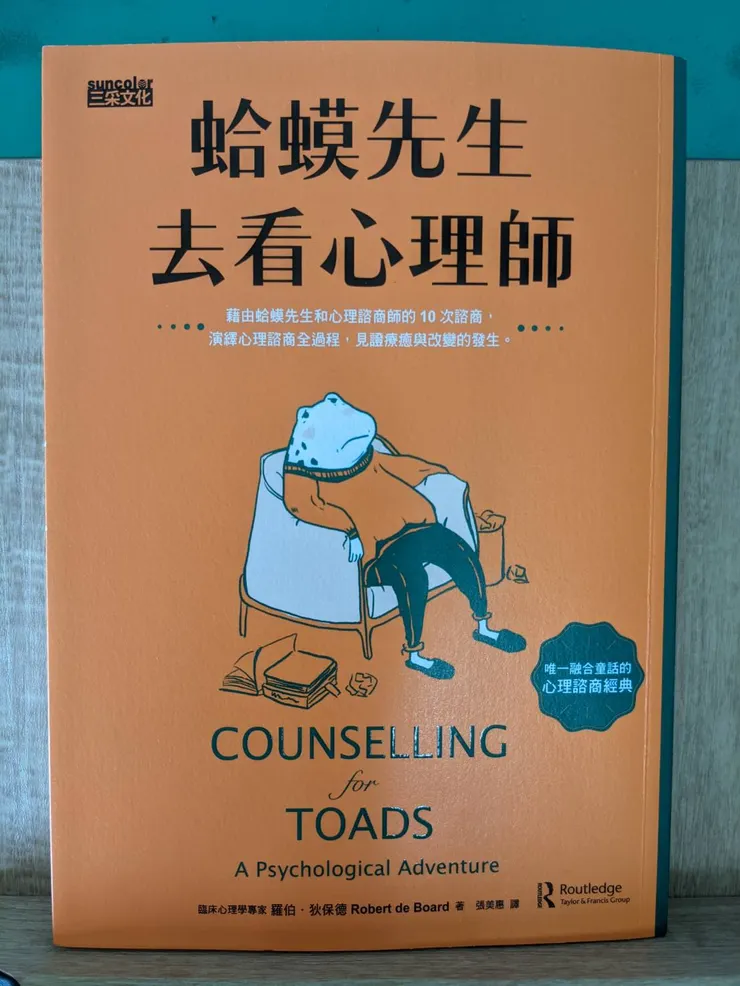 suncolor
三采文化
蛤蟆先生
去看心理師
藉由蛤蟆先生和心理諮商師的 10 次諮商，
演繹心理諮商全過程，見證療癒與改變的發生。
唯一融合童話的
心理諮商經典
COUNSELLING
for
TOADS
A Psychological Adventure
臨床心理學專家 羅伯・狄保德 Robert de Board 著 張美惠 譯
R ROUTLEDGE
Routledge
Taylor & Francis Group